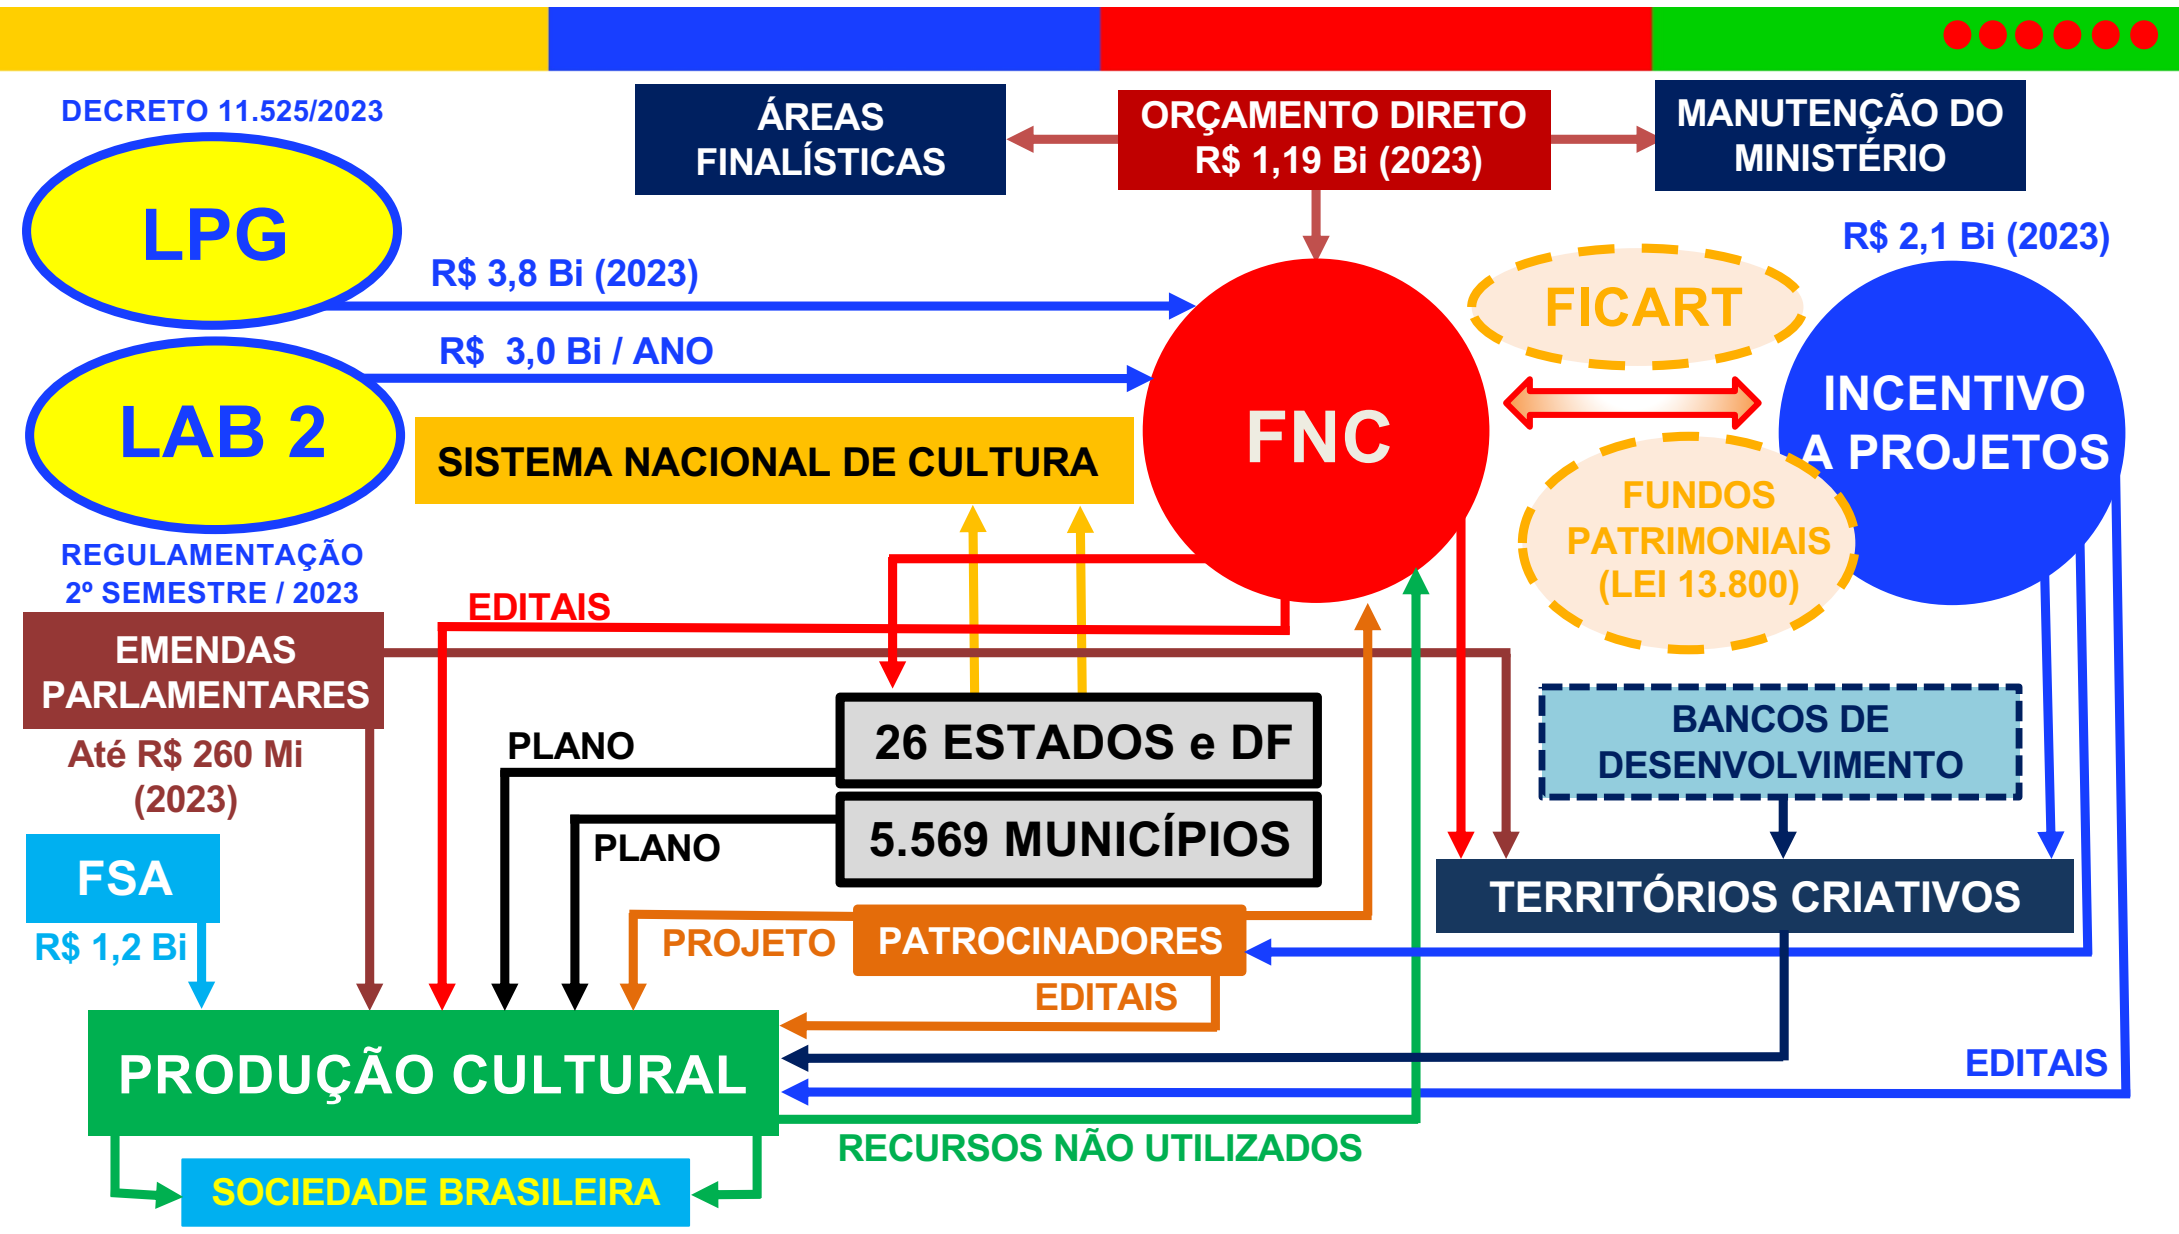 DECRETO 11.525/2023
LPG
ÁREAS
FINALÍSTICAS
ORÇAMENTO DIRETO
R$ 1,19 Bi (2023)
MANUTENÇÃO DO
MINISTÉRIO
R$ 3,8 Bi (2023)
R$ 2,1 Bi (2023)
FICART
R$ 3,0 Bi / ANO
LAB 2
SISTEMA NACIONAL DE CULTURA
FNC
INCENTIVO
A PROJETOS
FUNDOS
PATRIMONIAIS
(LEI 13.800)
REGULAMENTAÇÃO
2º SEMESTRE / 2023
EDITAIS
EMENDAS
PARLAMENTARES
Até R$ 260 Mi
(2023)
PLANO
26 ESTADOS e DF
BANCOS DE
DESENVOLVIMENTO
PLANO
5.569 MUNICÍPIOS
FSA
R$ 1,2 Bi
TERRITÓRIOS CRIATIVOS
PROJETO
PATROCINADORES
EDITAIS
PRODUÇÃO CULTURAL
EDITAIS
RECURSOS NÃO UTILIZADOS
SOCIEDADE BRASILEIRA